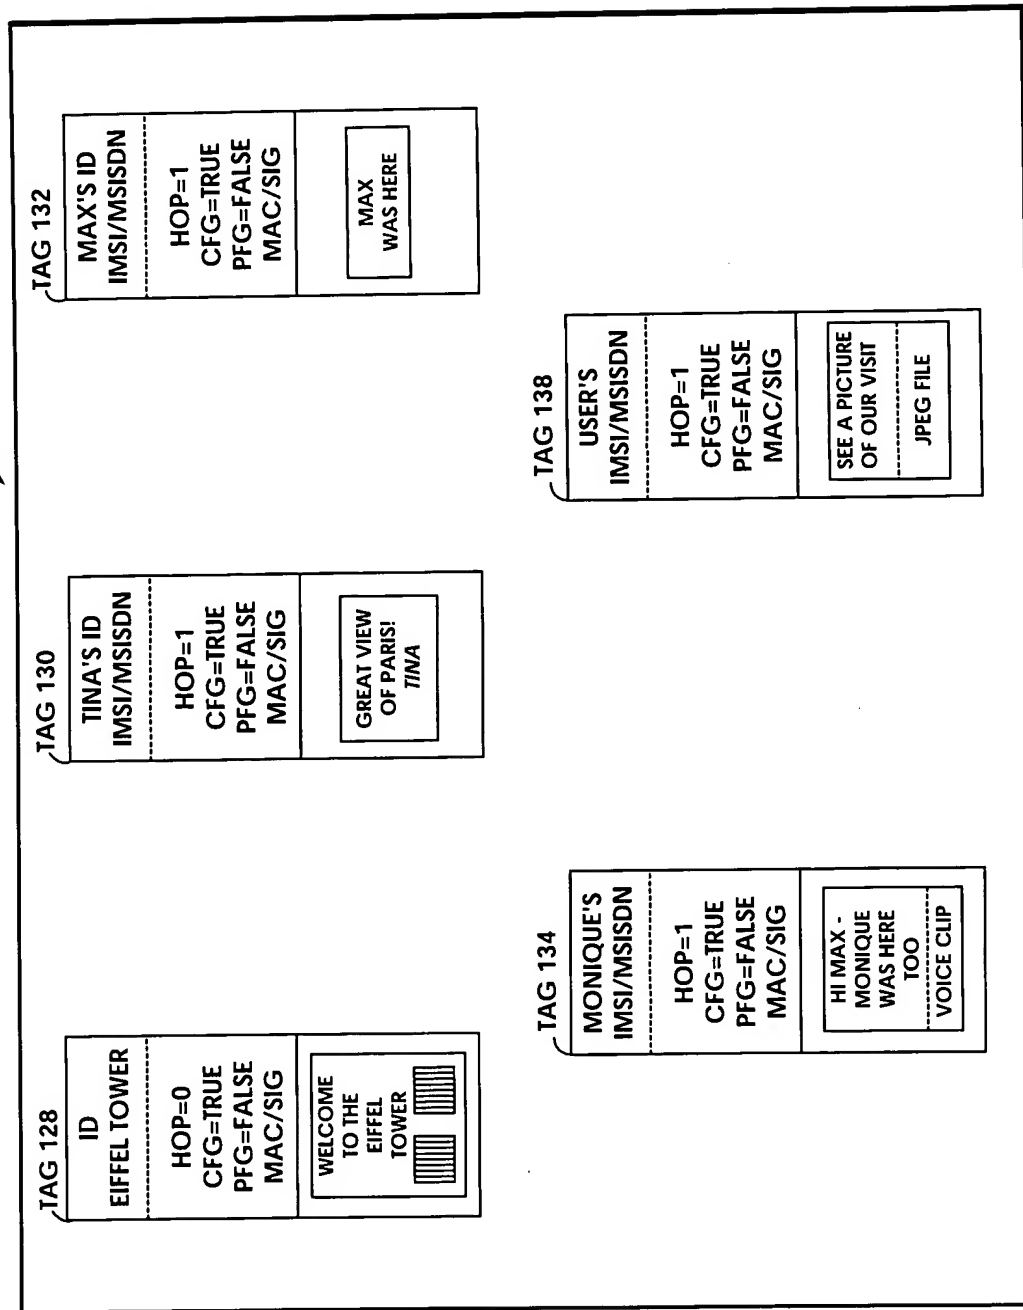 TAG 128
ID
EIFFEL TOWER
HOP=0
CFG=TRUE
PFG=FALSE
MAC/SIG
WELCOME
TO THE
EIFFEL
TOWER
TAG 130
TINA'S ID
IMSI/MSISDN
HOP=1
CFG=TRUE
PFG=FALSE
MAC/SIG
GREAT VIEW
OF PARIS!
TINA
TAG 132
MAX'S ID
IMSI/MSISDN
HOP=1
CFG=TRUE
PFG=FALSE
MAC/SIG
MAX
WAS HERE
TAG 134
MONIQUE'S
IMSI/MSISDN
HOP=1
CFG=TRUE
PFG=FALSE
MAC/SIG
HI MAX -
MONIQUE
WAS HERE
TOO
VOICE CLIP
TAG 138
USER'S
IMSI/MSISDN
HOP=1
CFG=TRUE
PFG=FALSE
MAC/SIG
SEE A PICTURE
OF OUR VISIT
JPEG FILE